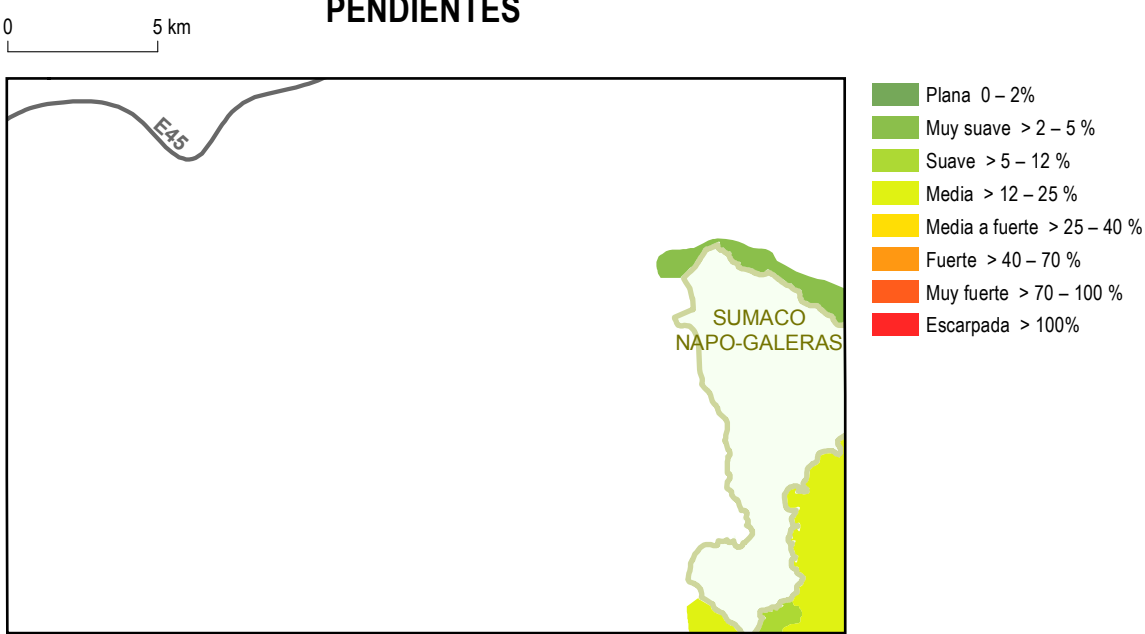 PENDIENTES
0 5 km
E45
SUMACO
NAPO-GALERAS
Plana 0 – 2%
Muy suave > 2 – 5 %
Suave > 5 – 12 %
Media > 12 – 25 %
Media a fuerte > 25 – 40 %
Fuerte > 40 – 70 %
Muy fuerte > 70 – 100 %
Escarpada > 100%